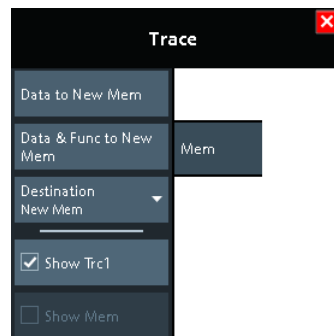 Trace
Data to New Mem
Data & Func to New
Mem
Mem
Destination
New Mem
Show Trc1
Show Mem